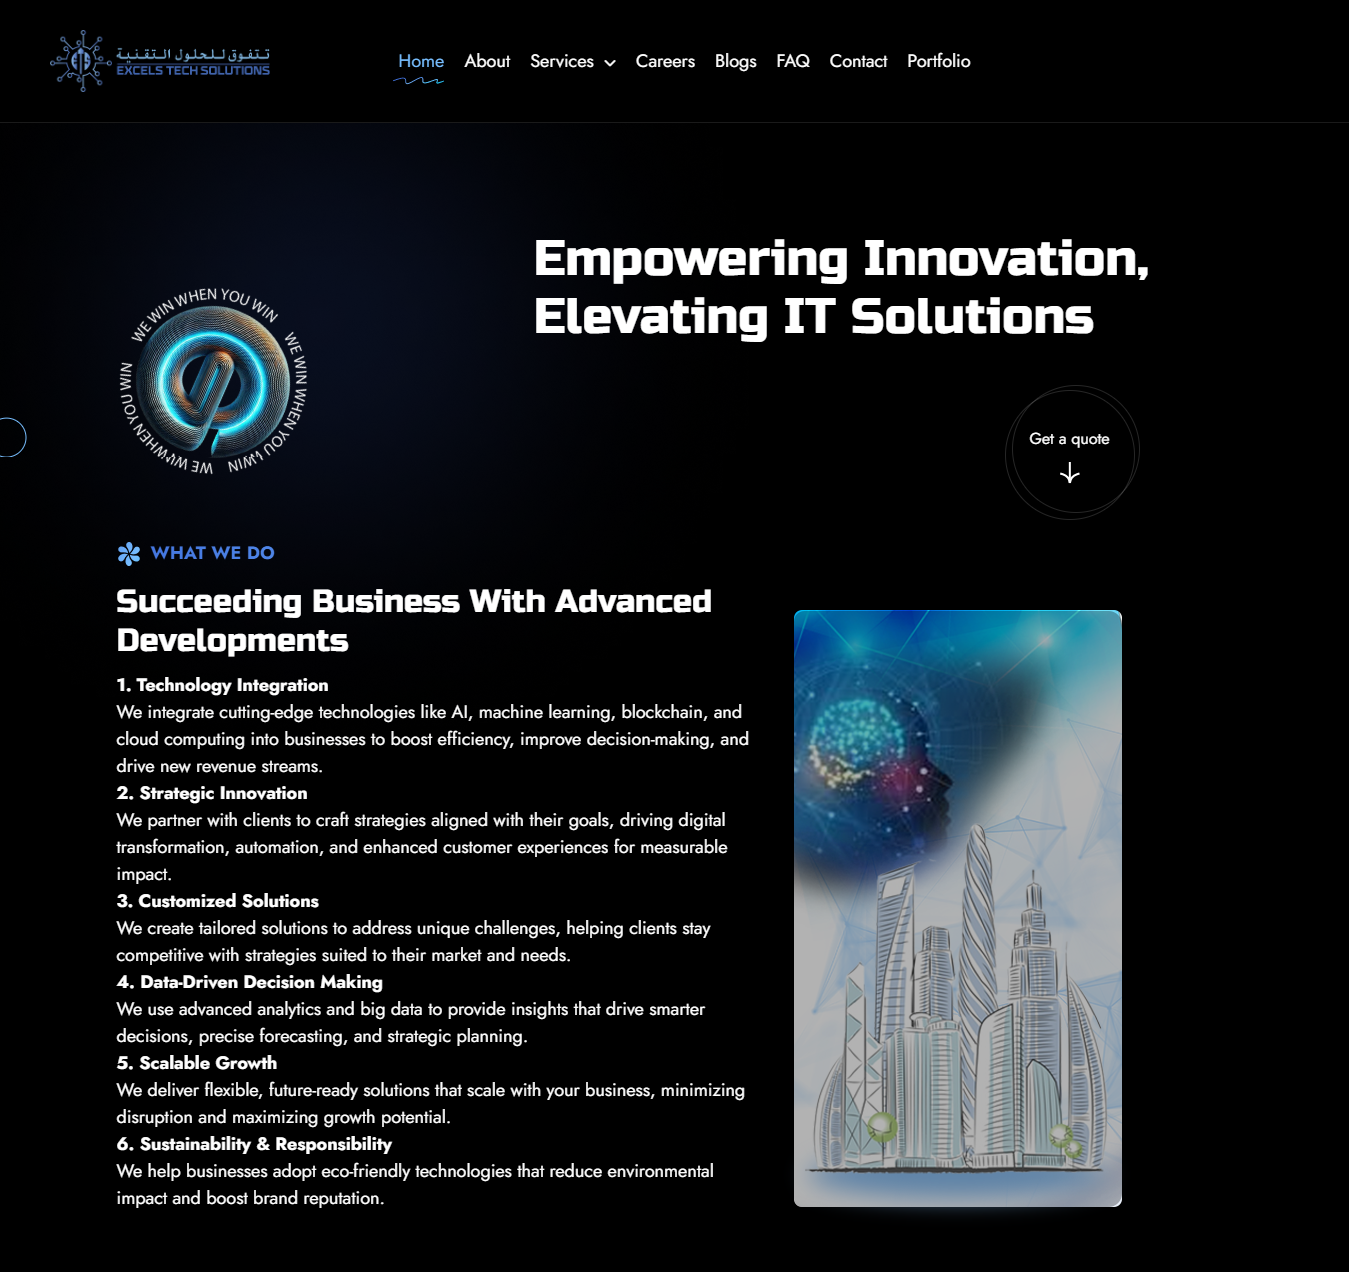 تتفوق للحلول التقنية
EXCELS TECH SOLUTIONS
Home About Services Careers Blogs FAQ Contact Portfolio
Empowering Innovation,
Elevating IT Solutions
WE WIN WHEN YOU WIN
WE WIN WHEN YOU WIN
WE WIN WHEN YOU WIN
Get a quote
WHAT WE DO
Succeeding Business With Advanced
Developments
1. Technology Integration
We integrate cutting-edge technologies like AI, machine learning, blockchain, and
cloud computing into businesses to boost efficiency, improve decision-making, and
drive new revenue streams.
2. Strategic Innovation
We partner with clients to craft strategies aligned with their goals, driving digital
transformation, automation, and enhanced customer experiences for measurable
impact.
3. Customized Solutions
We create tailored solutions to address unique challenges, helping clients stay
competitive with strategies suited to their market and needs.
4. Data-Driven Decision Making
We use advanced analytics and big data to provide insights that drive smarter
decisions, precise forecasting, and strategic planning.
5. Scalable Growth
We deliver flexible, future-ready solutions that scale with your business, minimizing
disruption and maximizing growth potential.
6. Sustainability & Responsibility
We help businesses adopt eco-friendly technologies that reduce environmental
impact and boost brand reputation.